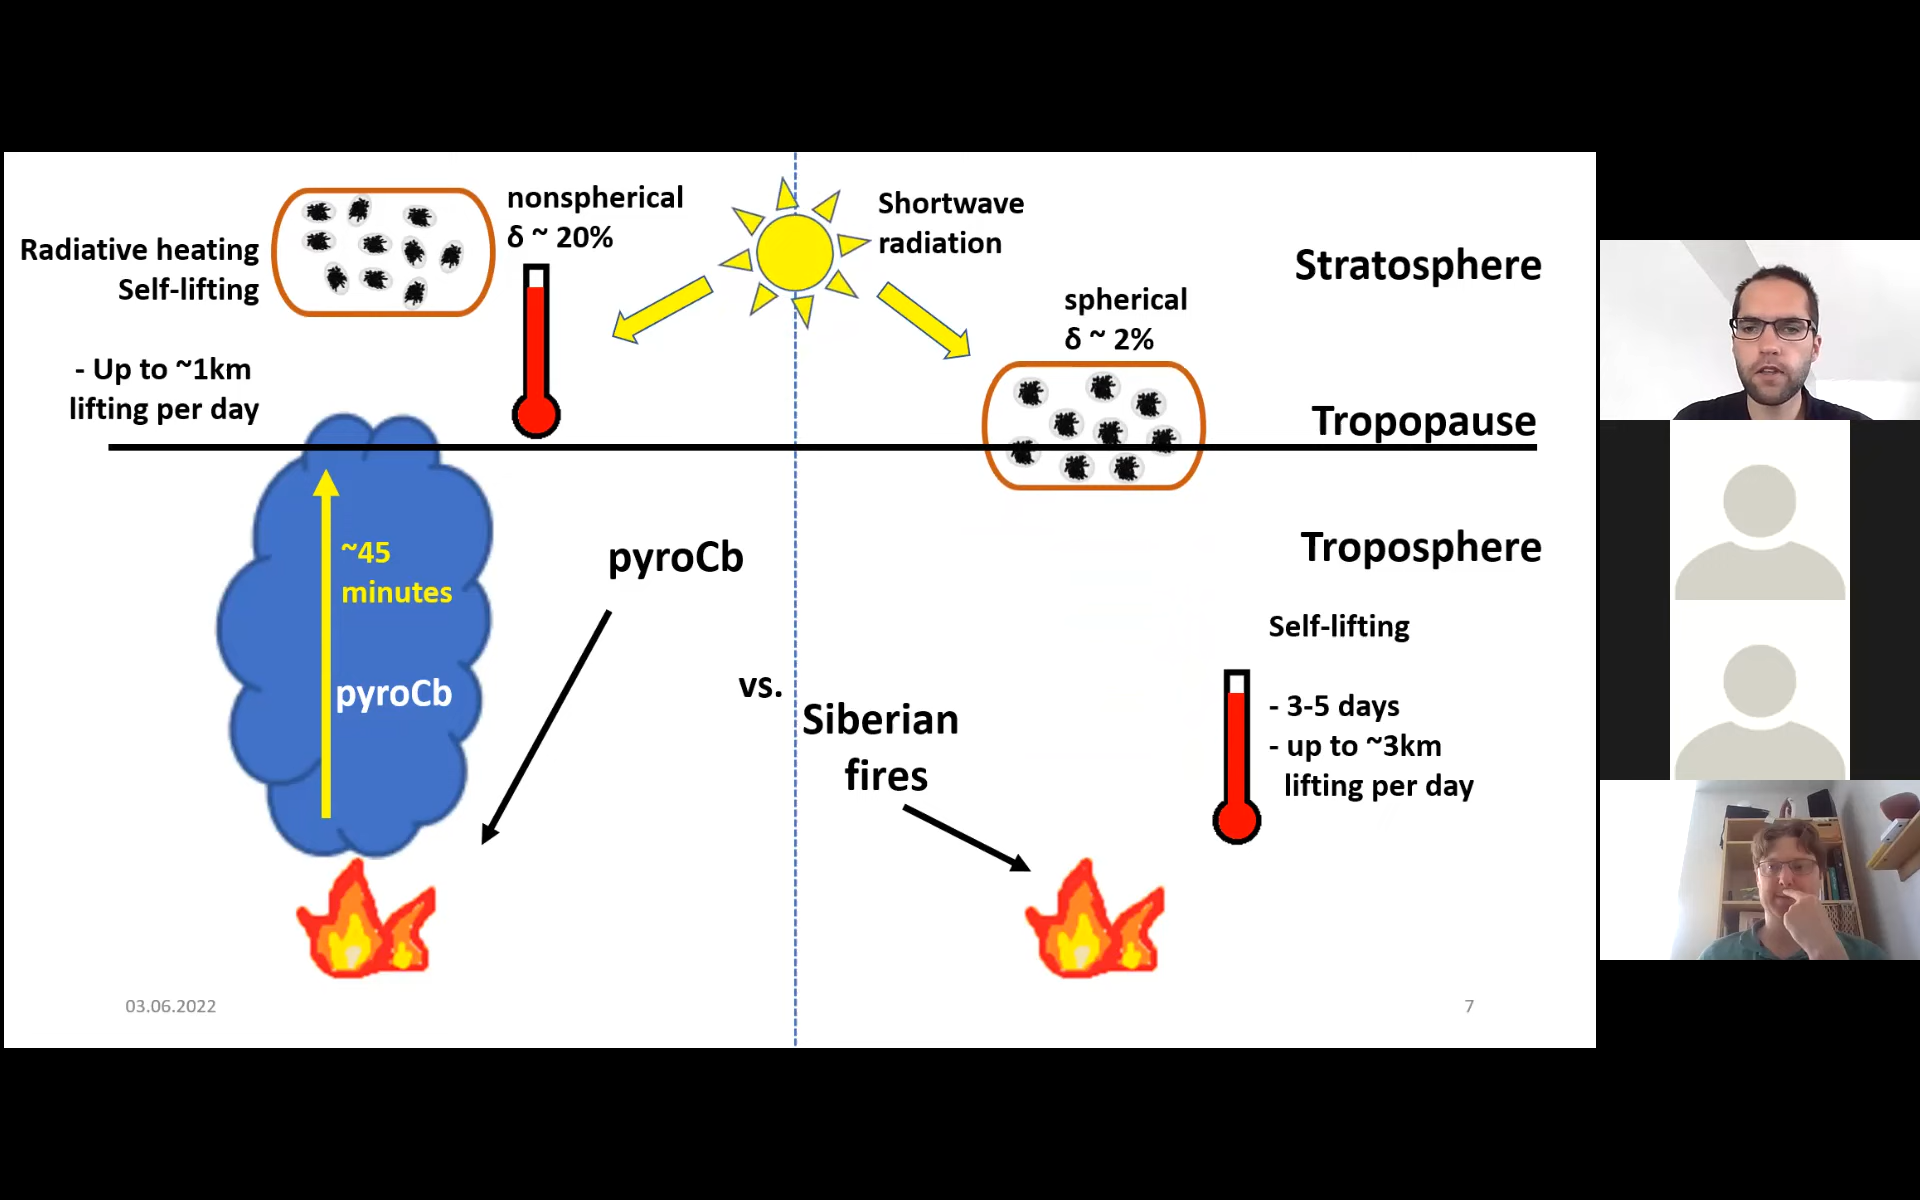 nonspherical
δ ~ 20%
Radiative heating
Self-lifting
- Up to ~1km
lifting per day
Shortwave
radiation
spherical
δ ~ 2%
Stratosphere
Tropopause
Troposphere
~45
minutes
pyroCb
pyroCb
vs.
Siberian
fires
Self-lifting
- 3-5 days
- up to ~3km
lifting per day
03.06.2022
7